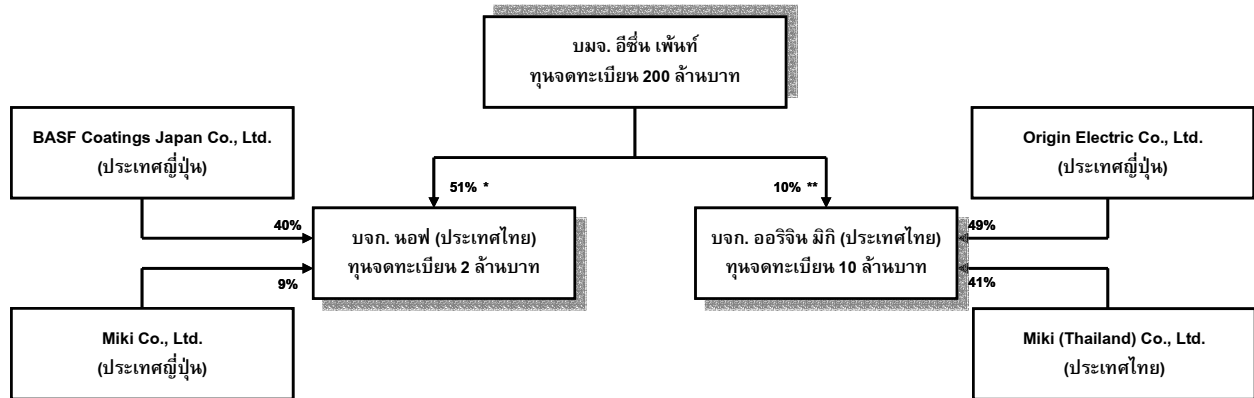 บมจ. อีซึ่น เพ้นท์
ทุนจดทะเบียน 200 ล้านบาท
BASF Coatings Japan Co., Ltd.
(ประเทศญี่ปุ่น)
Origin Electric Co., Ltd.
(ประเทศญี่ปุ่น)
51% *
10% **
40%
บจก. นอฟ (ประเทศไทย)
ทุนจดทะเบียน 2 ล้านบาท
9%
บจก. ออริจิน มิกิ (ประเทศไทย)
ทุนจดทะเบียน 10 ล้านบาท
49%
41%
Miki Co., Ltd.
(ประเทศญี่ปุ่น)
Miki (Thailand) Co., Ltd.
(ประเทศไทย)